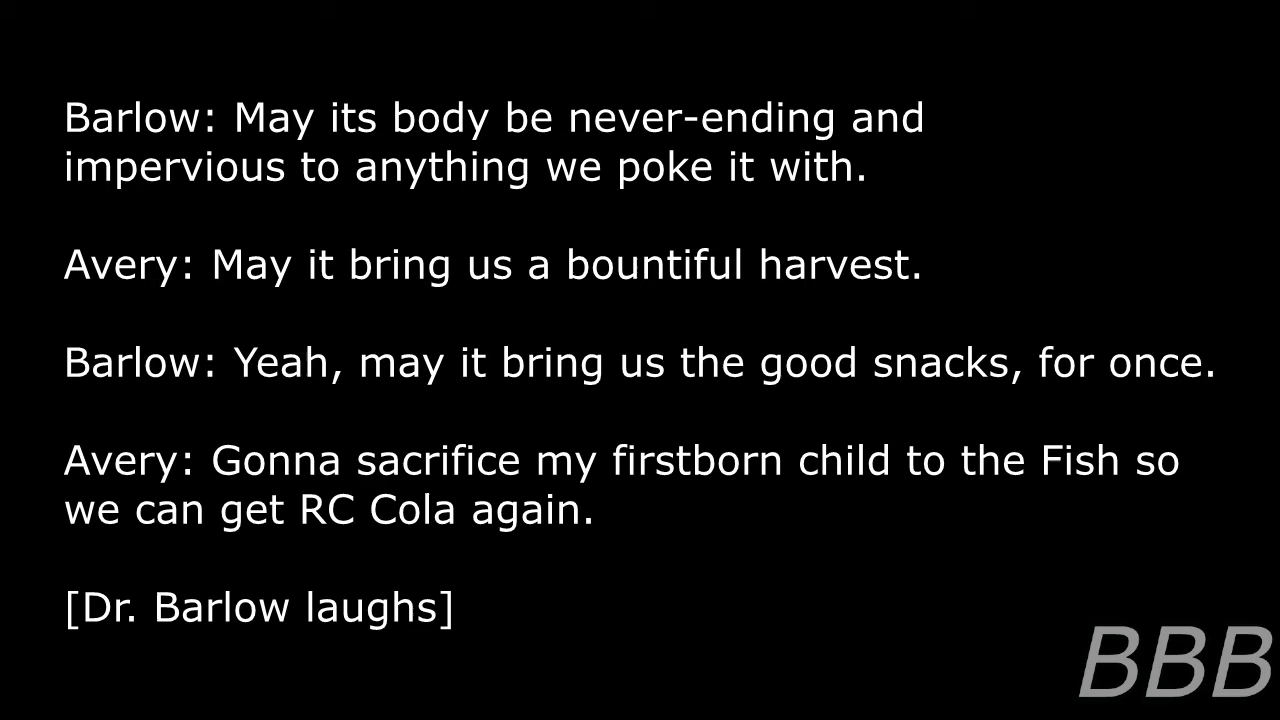 Barlow: May its body be never-ending and
impervious to anything we poke it with.
Avery: May it bring us a bountiful harvest.
Barlow: Yeah, may it bring us the good snacks, for once.
Avery: Gonna sacrifice my firstborn child to the Fish so
we can get RC Cola again.
[Dr. Barlow laughs]
BBB